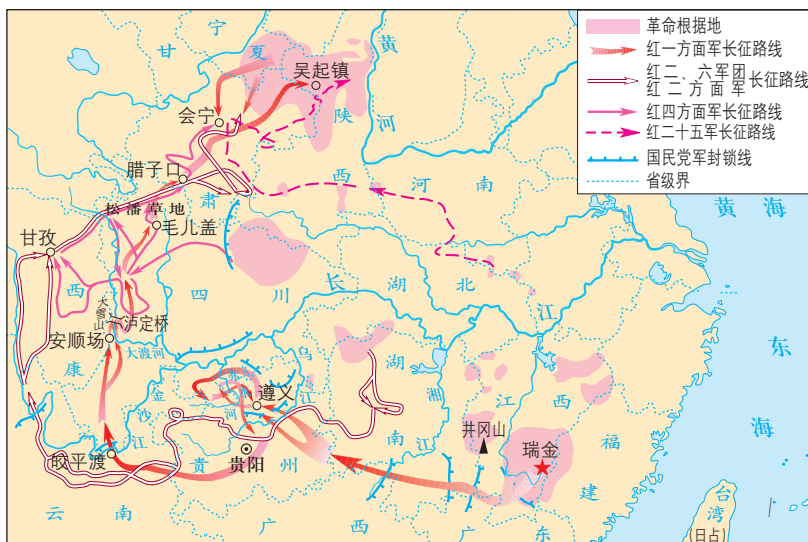 革命根据地
红一方面军长征路线
红二、六军团
红二方面军
长征路线
红四方面军长征路线
红二十五军长征路线
国民党军封锁线
省级界
甘
宁
夏
黄
吴起镇
会宁
陕
河
腊子口
西
河
南
肃
黄海
松潘草地
毛儿盖
甘孜
长
湖
北
西
四
川
江
大雪山
泸定桥
安顺场
大渡河
乌
湖
东
康
金
赤
水
遵义
江
湘
江
西
沙
河
井冈山
福
海
江
南
江
瑞金
皎平渡
贵
贵阳
州
建
台
湾
(日占)
云
南
广
西
广
东